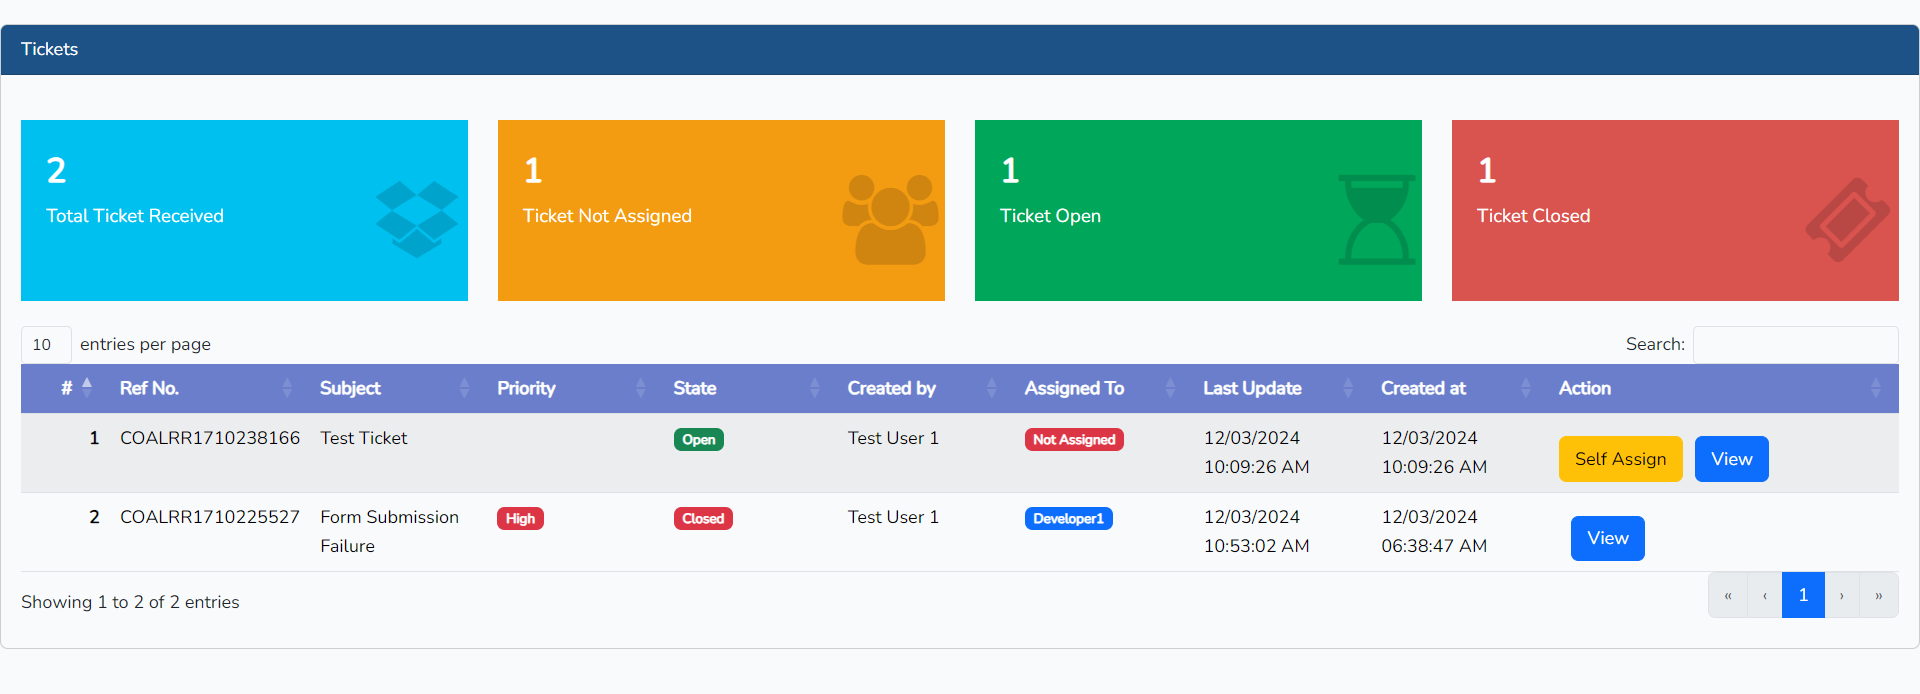 Tickets
2
Total Ticket Received
1
Ticket Not Assigned
1
Ticket Open
1
Ticket Closed
10 entries per page
Search:
# Ref No. Subject Priority State Created by Assigned To Last Update Created at Action
1 COALRR1710238166 Test Ticket Open Test User 1 Not Assigned 12/03/2024 12/03/2024 Self Assign View
10:09:26 AM 10:09:26 AM
2 COALRR1710225527 Form Submission High Closed Test User 1 Developer1 12/03/2024 12/03/2024 View
Failure 10:53:02 AM 06:38:47 AM
Showing 1 to 2 of 2 entries
« ‹ 1 › »